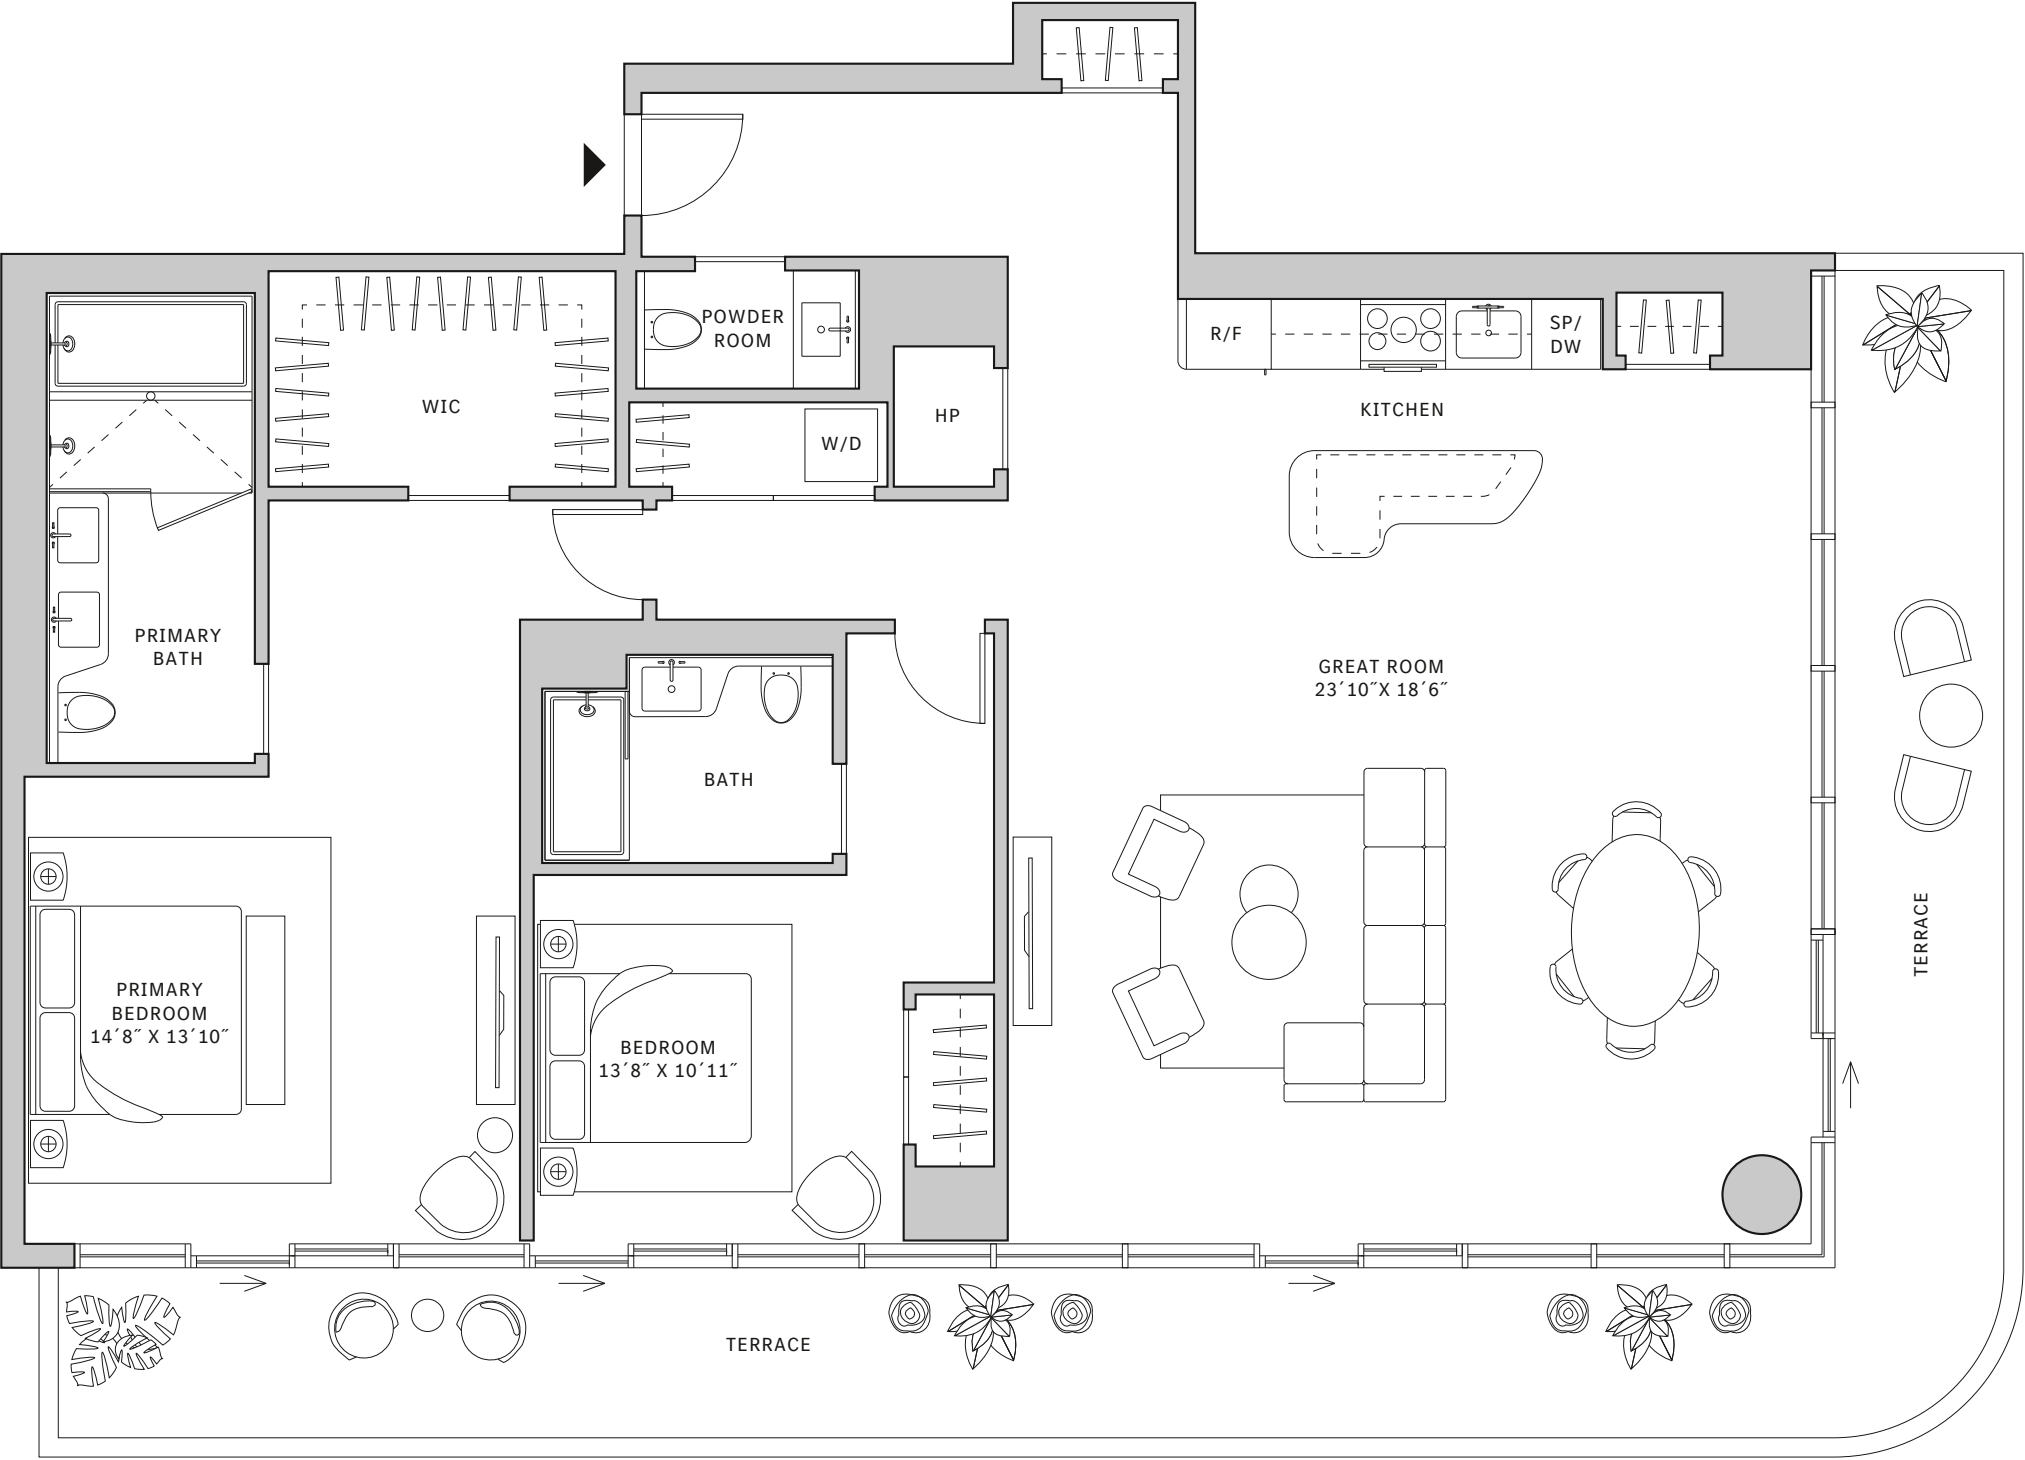 POWDER
ROOM
R/F
SP/
DW
WIC
HP
KITCHEN
W/D
PRIMARY
BATH
GREAT ROOM
23´10˝X 18´6˝
BATH
TERRACE
PRIMARY
BEDROOM
14´8˝ X 13´10˝
BEDROOM
13´8˝ X 10´11˝
TERRACE